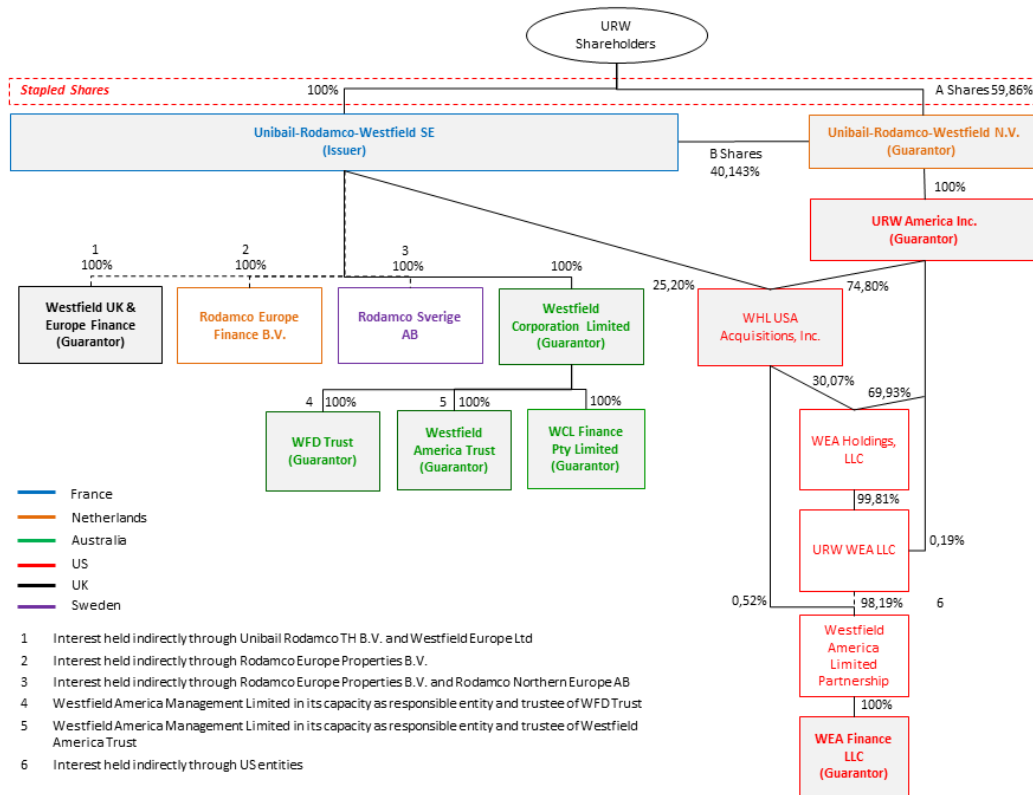 URW
Shareholders
Stapled Shares
100%
A Shares 59,86%
Unibail-Rodamco-Westfield SE
(Issuer)
B Shares
40,143%
Unibail-Rodamco-Westfield N.V.
(Guarantor)
100%
URW America Inc.
(Guarantor)
1
100%
2
100%
3
100%
100%
25,20%
74,80%
Westfield UK &
Europe Finance
(Guarantor)
Rodamco Europe
Finance B.V.
Rodamco Sverige
AB
Westfield
Corporation Limited
(Guarantor)
WHL USA
Acquisitions, Inc.
30,07%
69,93%
4 100%
5 100%
100%
WFD Trust
(Guarantor)
Westfield
America Trust
(Guarantor)
WCL Finance
Pty Limited
(Guarantor)
WEA Holdings,
LLC
99,81%
URW WEA LLC
0,19%
0,52%
98,19%
6
Westfield
America
Limited
Partnership
100%
WEA Finance
LLC
(Guarantor)
France
Netherlands
Australia
US
UK
Sweden
1 Interest held indirectly through Unibail Rodamco TH B.V. and Westfield Europe Ltd
2 Interest held indirectly through Rodamco Europe Properties B.V.
3 Interest held indirectly through Rodamco Europe Properties B.V. and Rodamco Northern Europe AB
4 Westfield America Management Limited in its capacity as responsible entity and trustee of WFD Trust
5 Westfield America Management Limited in its capacity as responsible entity and trustee of Westfield
America Trust
6 Interest held indirectly through US entities